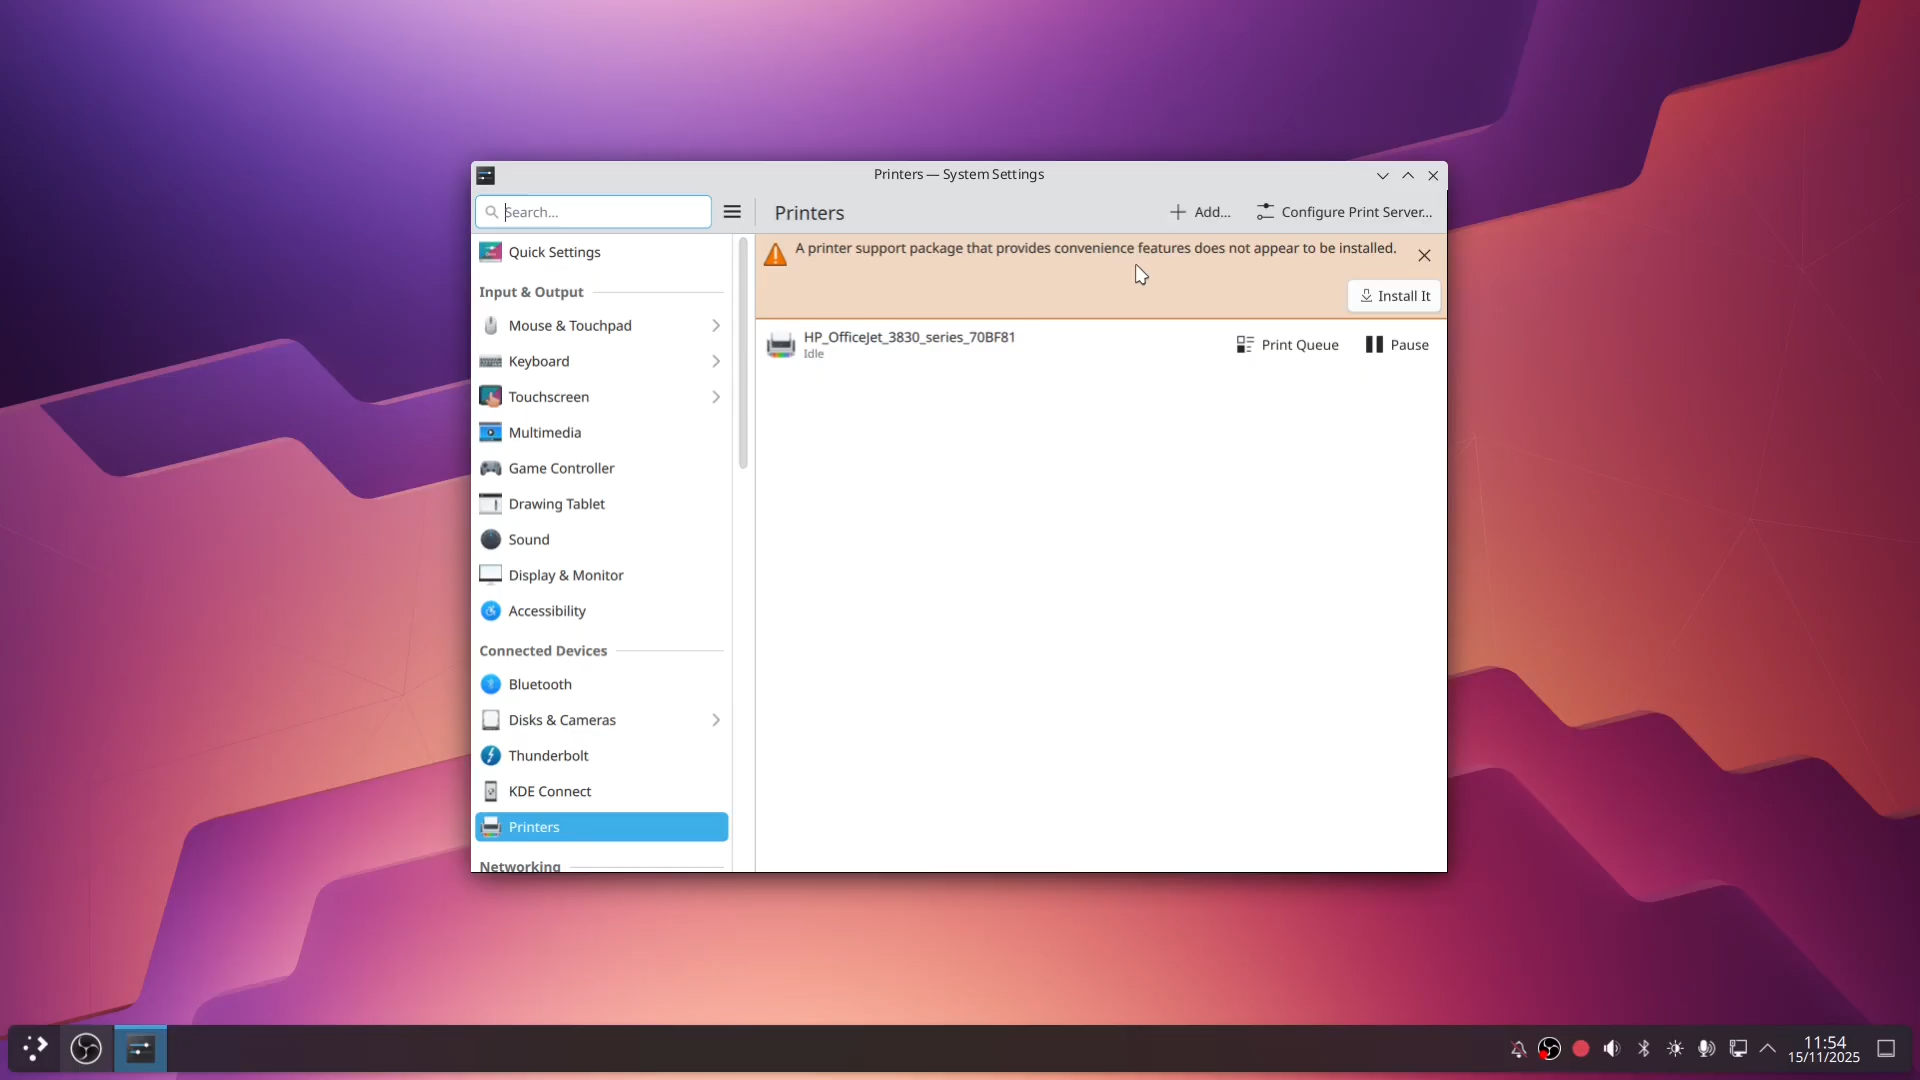 Printers — System Settings
Search...
Printers
Add...
Configure Print Server...
Quick Settings
Input & Output
Mouse & Touchpad
Keyboard
Touchscreen
Multimedia
Game Controller
Drawing Tablet
Sound
Display & Monitor
Accessibility
Connected Devices
Bluetooth
Disks & Cameras
Thunderbolt
KDE Connect
Printers
Networking
A printer support package that provides convenience features does not appear to be installed.
Install It
HP_OfficeJet_3830_series_70BF81
Idle
Print Queue
Pause
11:54
15/11/2025